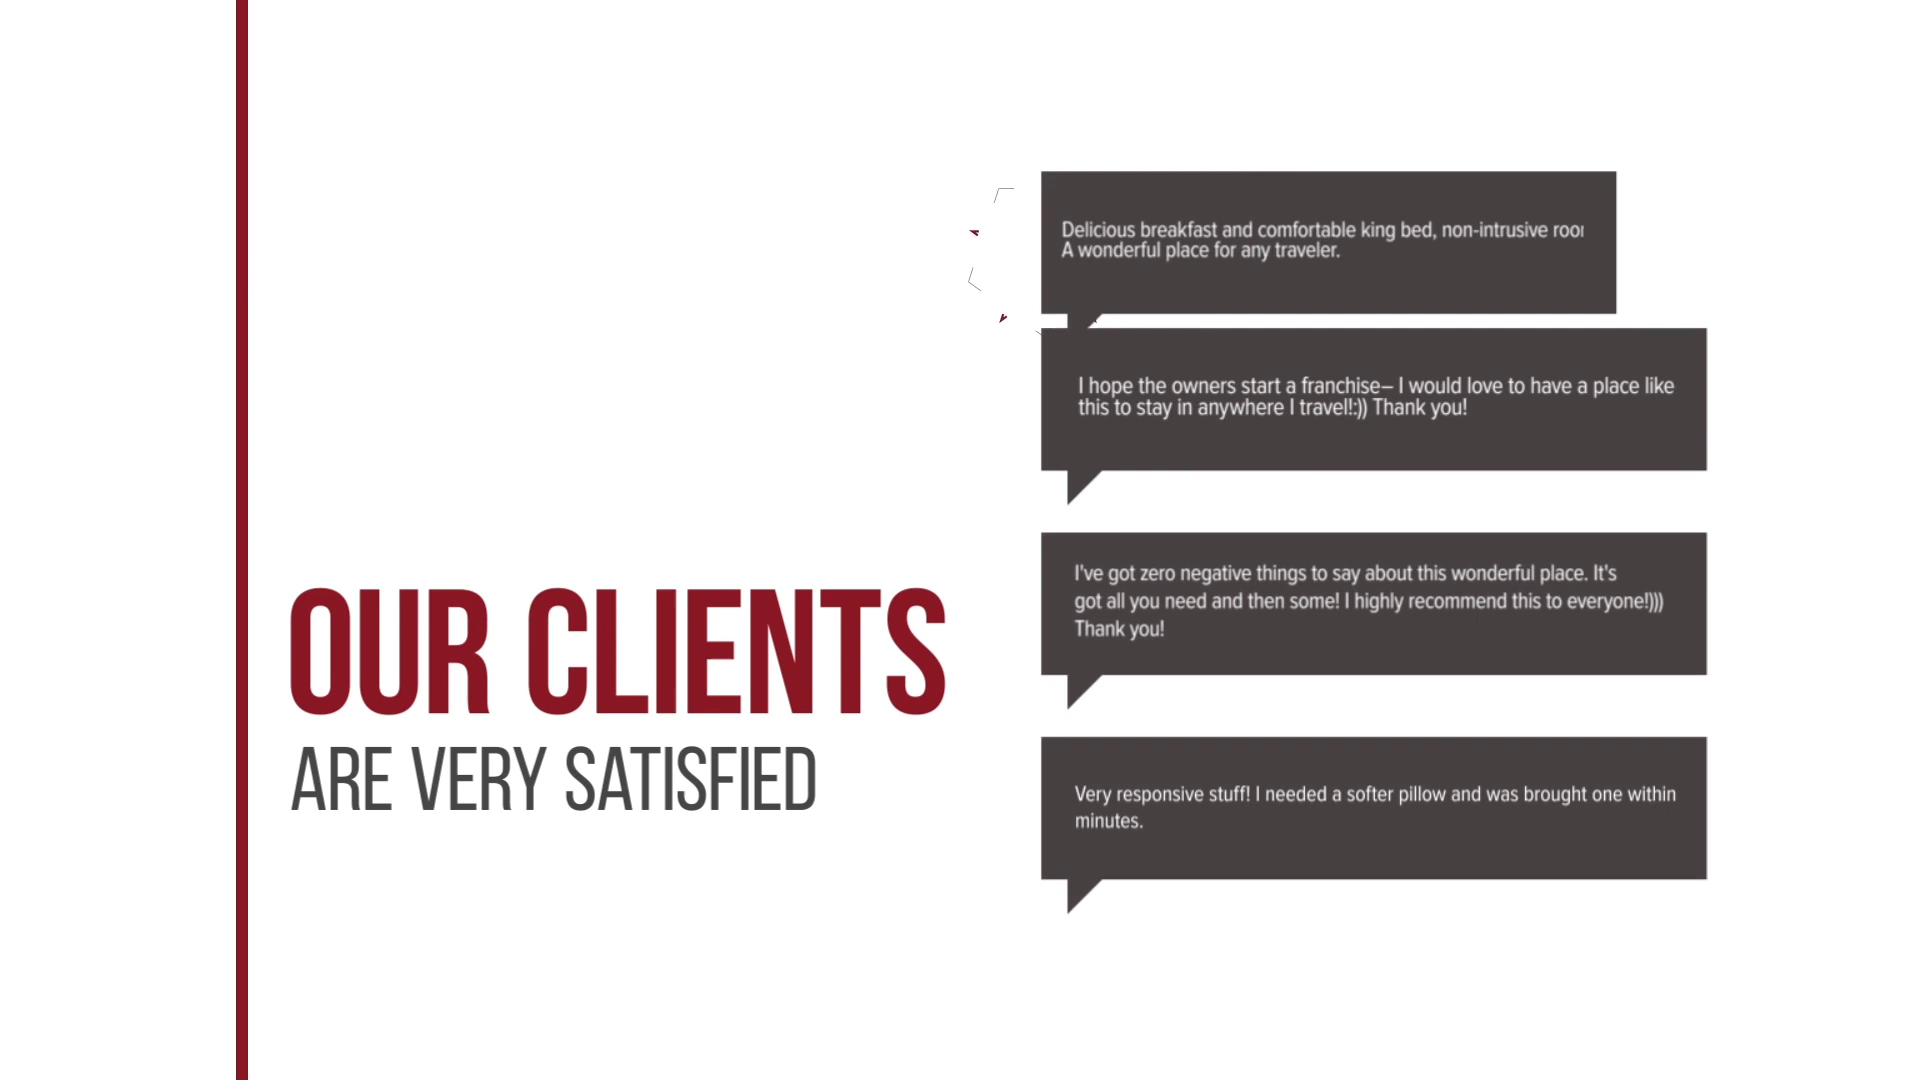 OUR CLIENTS
ARE VERY SATISFIED
Delicious breakfast and comfortable king bed, non-intrusive
A wonderful place for any traveler.
I hope the owners start a franchise– I would love to have a place like
this to stay in anywhere I travel!:)) Thank you!
I've got zero negative things to say about this wonderful place. It's
got all you need and then some! I highly recommend this to everyone!)))
Thank you!
Very responsive stuff! I needed a softer pillow and was brought one within
minutes.